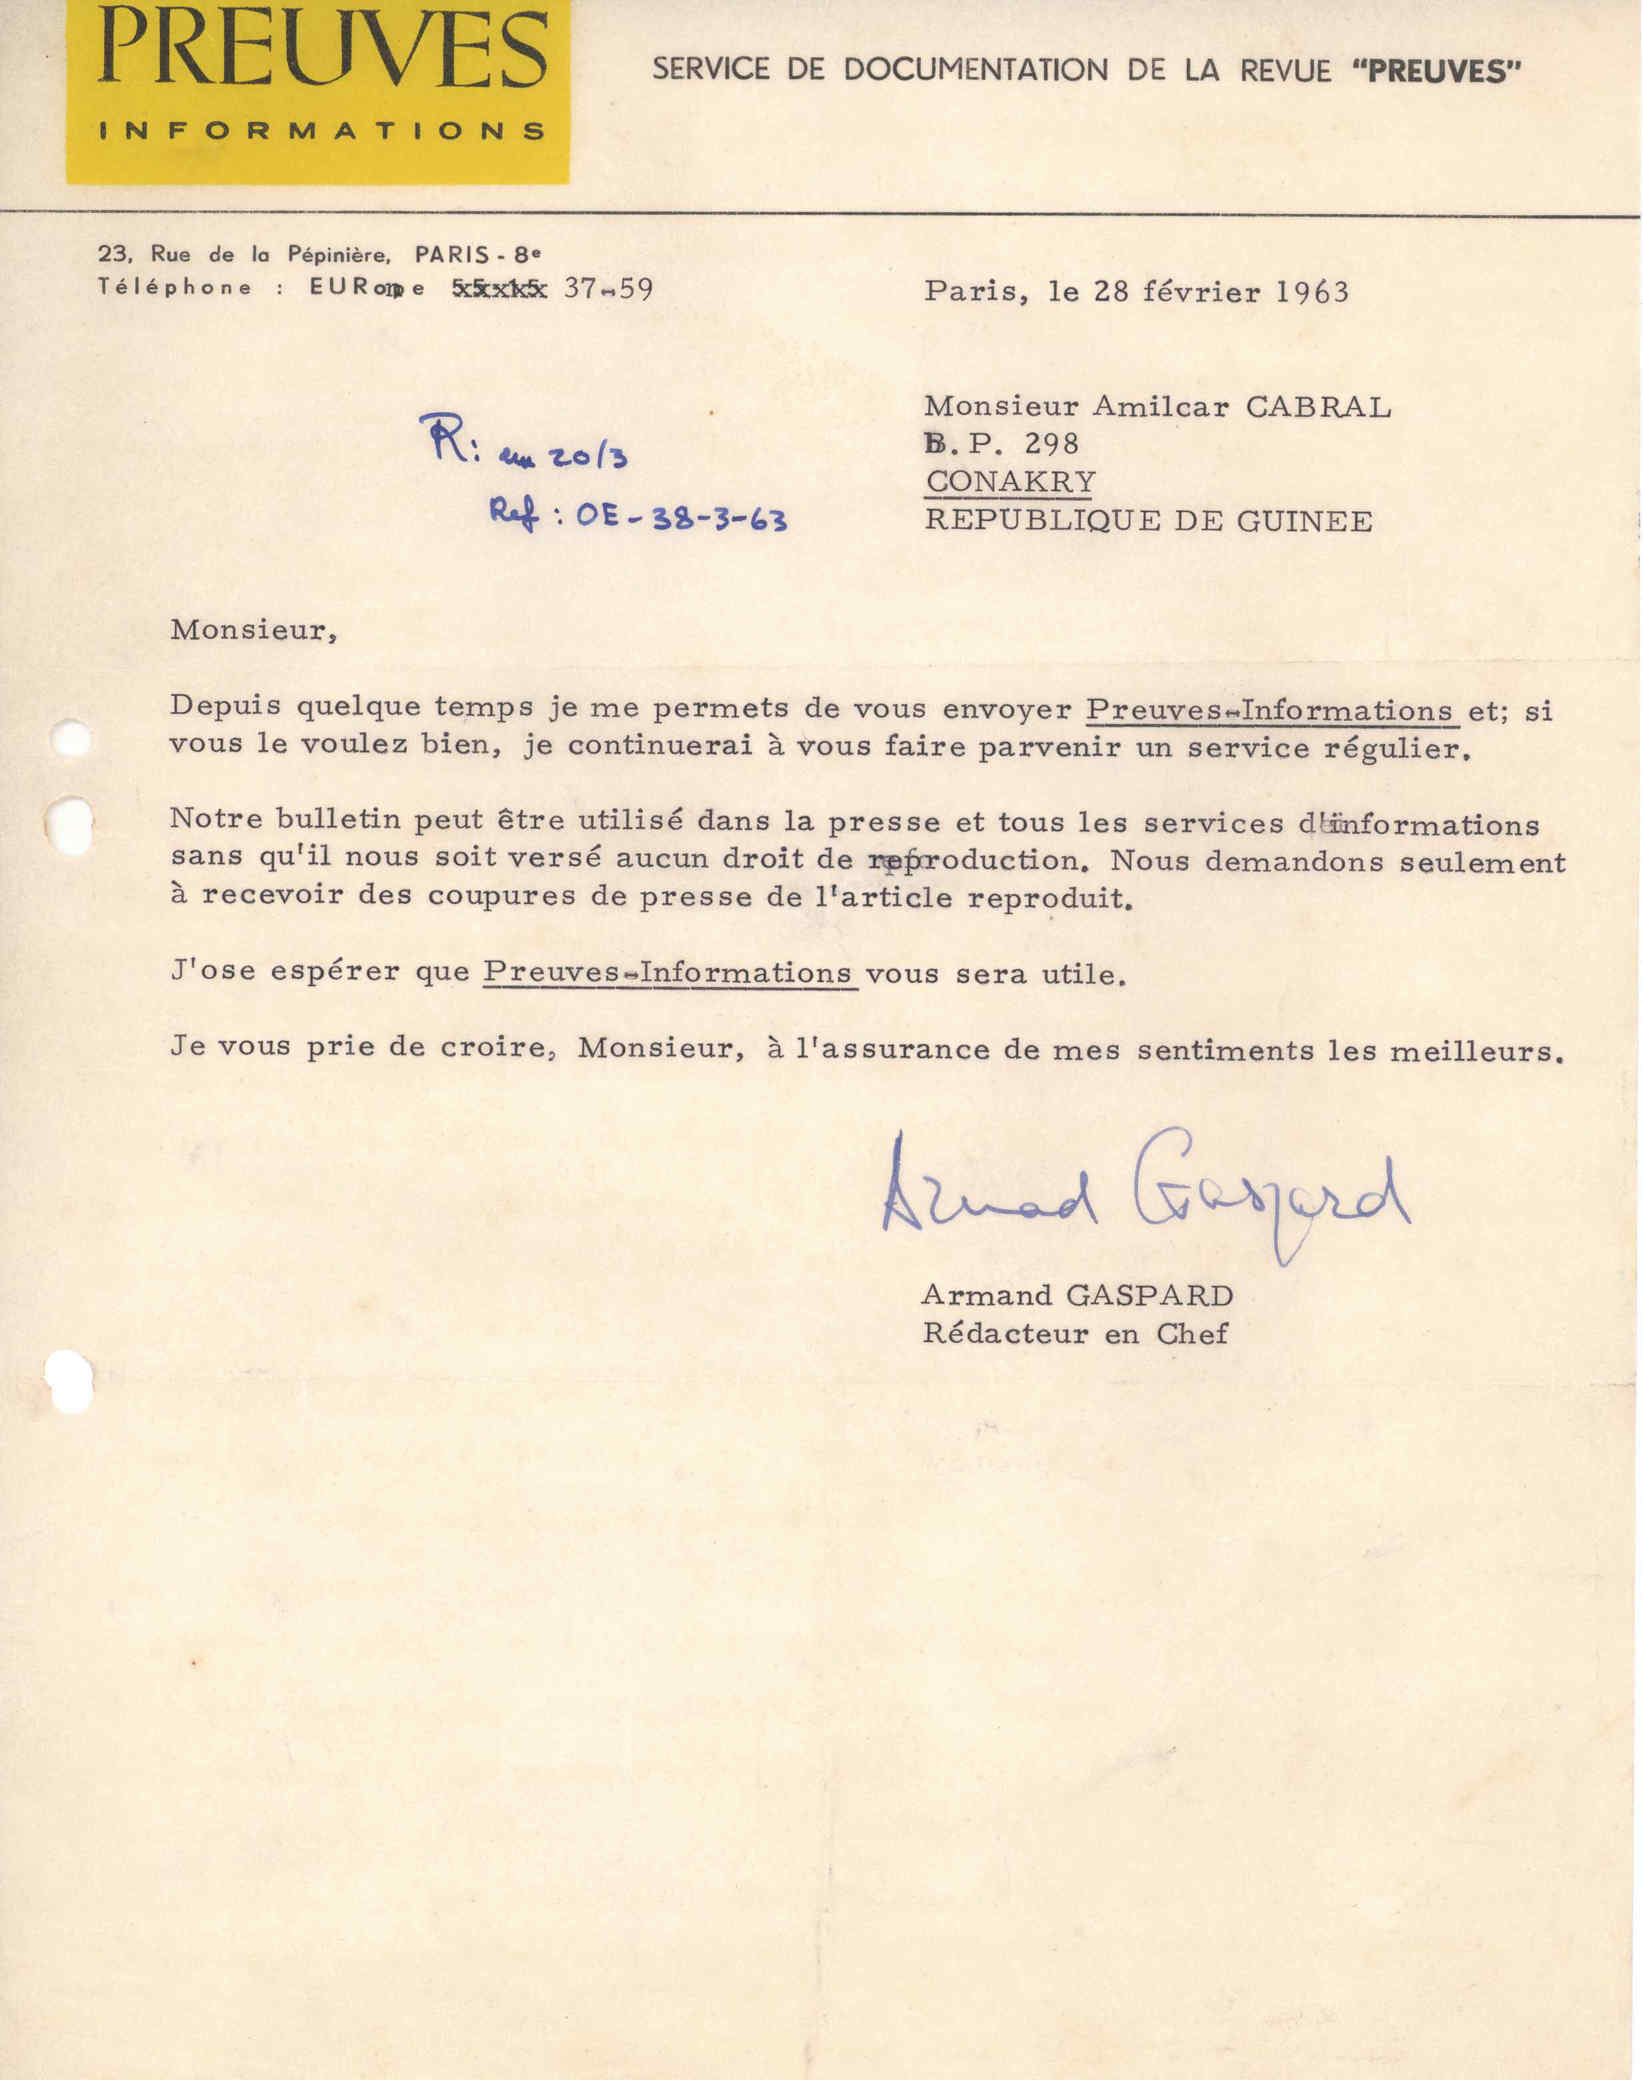 PREUVES
INFORMATIONS
SERVICE DE DOCUMENTATION DE LA REVUE "PREUVES"
23, Rue de la Pépinière, PARIS - 8e
Téléphone : EURope 37-59
Paris, le 28 février 1963
Monsieur Amilcar CABRAL
B.P. 298
CONAKRY
REPUBLIQUE DE GUINEE
R: em 20/3
Ref : OE-38-3-63
Monsieur,
Depuis quelque temps je me permets de vous envoyer Preuves-Informations et; si
vous le voulez bien, je continuerai à vous faire parvenir un service régulier.
Notre bulletin peut être utilisé dans la presse et tous les services d'informations
sans qu'il nous soit versé aucun droit de reproduction. Nous demandons seulement
à recevoir des coupures de presse de l'article reproduit.
J'ose espérer que Preuves-Informations vous sera utile.
Je vous prie de croire, Monsieur, à l'assurance de mes sentiments les meilleurs.
Armand Gaspard
Armand GASPARD
Rédacteur en Chef